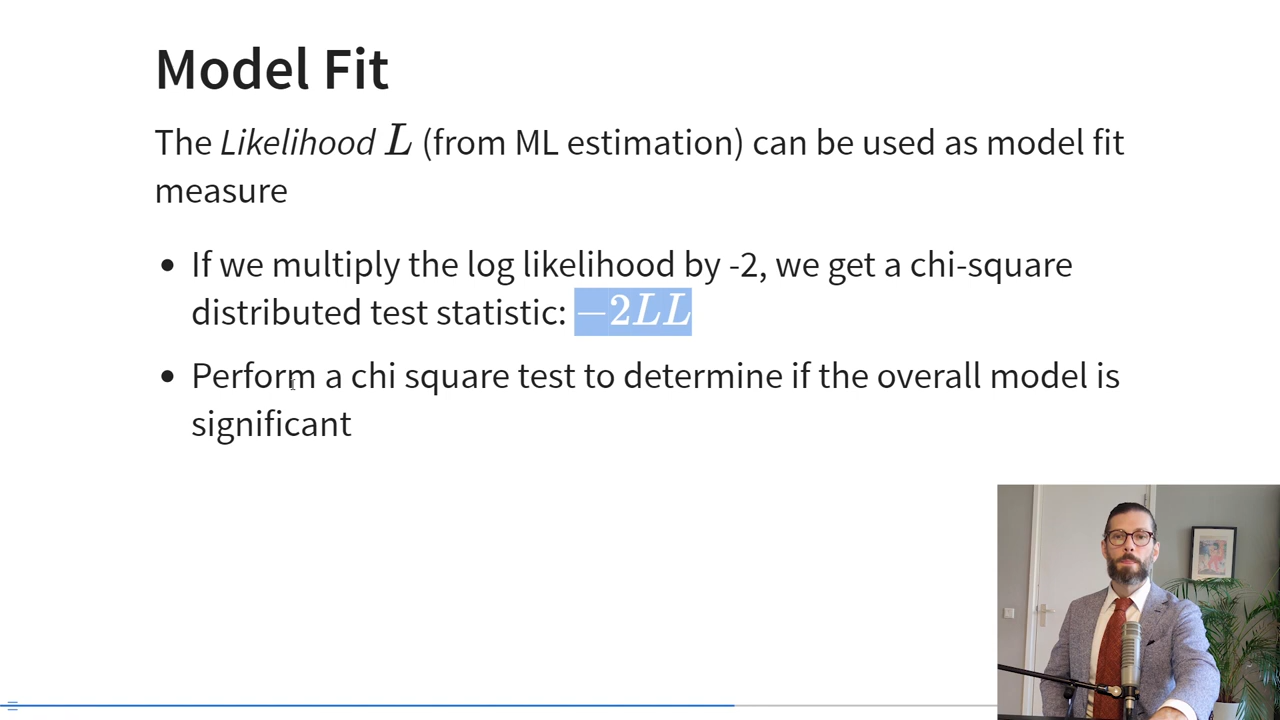 Model Fit
The Likelihood L (from ML estimation) can be used as model fit
measure
• If we multiply the log likelihood by -2, we get a chi-square
distributed test statistic: −2LL
• Perform a chi square test to determine if the overall model is
significant